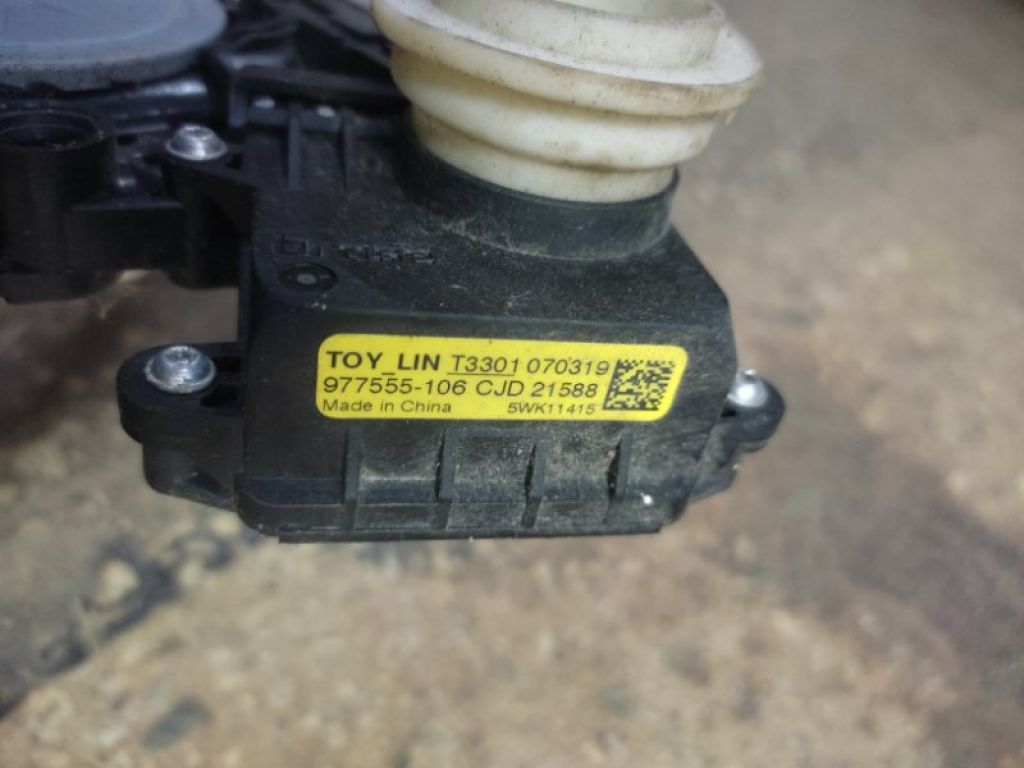 TOY_LIN T3301 070319
977555-106 CJD 21588
Made in China 5WK11415